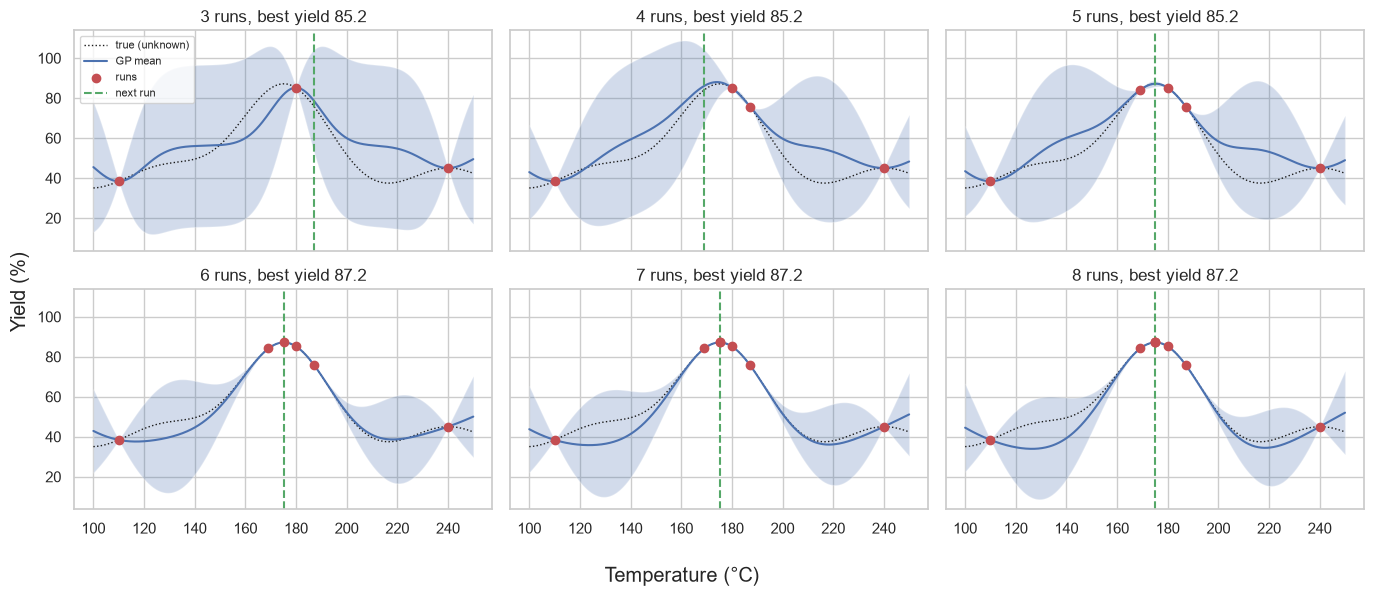 3 runs, best yield 85.2
4 runs, best yield 85.2
5 runs, best yield 85.2
true (unknown)
GP mean
runs
next run
100
80
60
40
20
6 runs, best yield 87.2
7 runs, best yield 87.2
8 runs, best yield 87.2
100
80
60
40
20
100 120 140 160 180 200 220 240
100 120 140 160 180 200 220 240
100 120 140 160 180 200 220 240
Yield (%)
Temperature (°C)